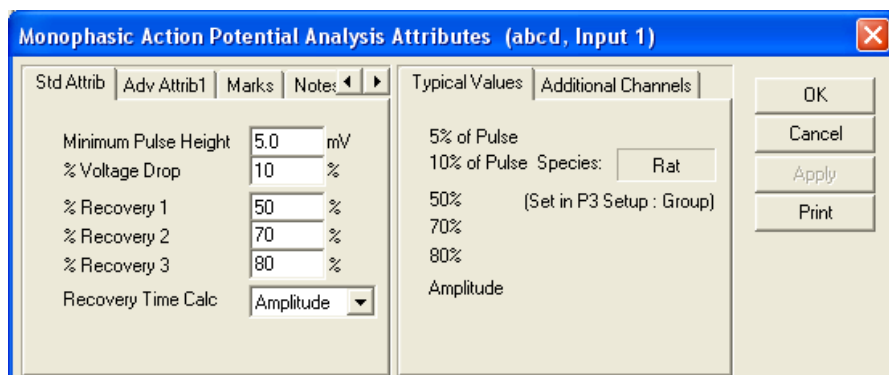 Monophasic Action Potential Analysis Attributes (abcd, Input 1)
Std Attrib Adv Attrib1 Marks Notes
Minimum Pulse Height 5.0 mV
% Voltage Drop 10 %
% Recovery 1 50 %
% Recovery 2 70 %
% Recovery 3 80 %
Recovery Time Calc Amplitude
Typical Values Additional Channels
5% of Pulse
10% of Pulse Species: Rat
50% (Set in P3 Setup : Group)
70%
80%
Amplitude
OK
Cancel
Apply
Print